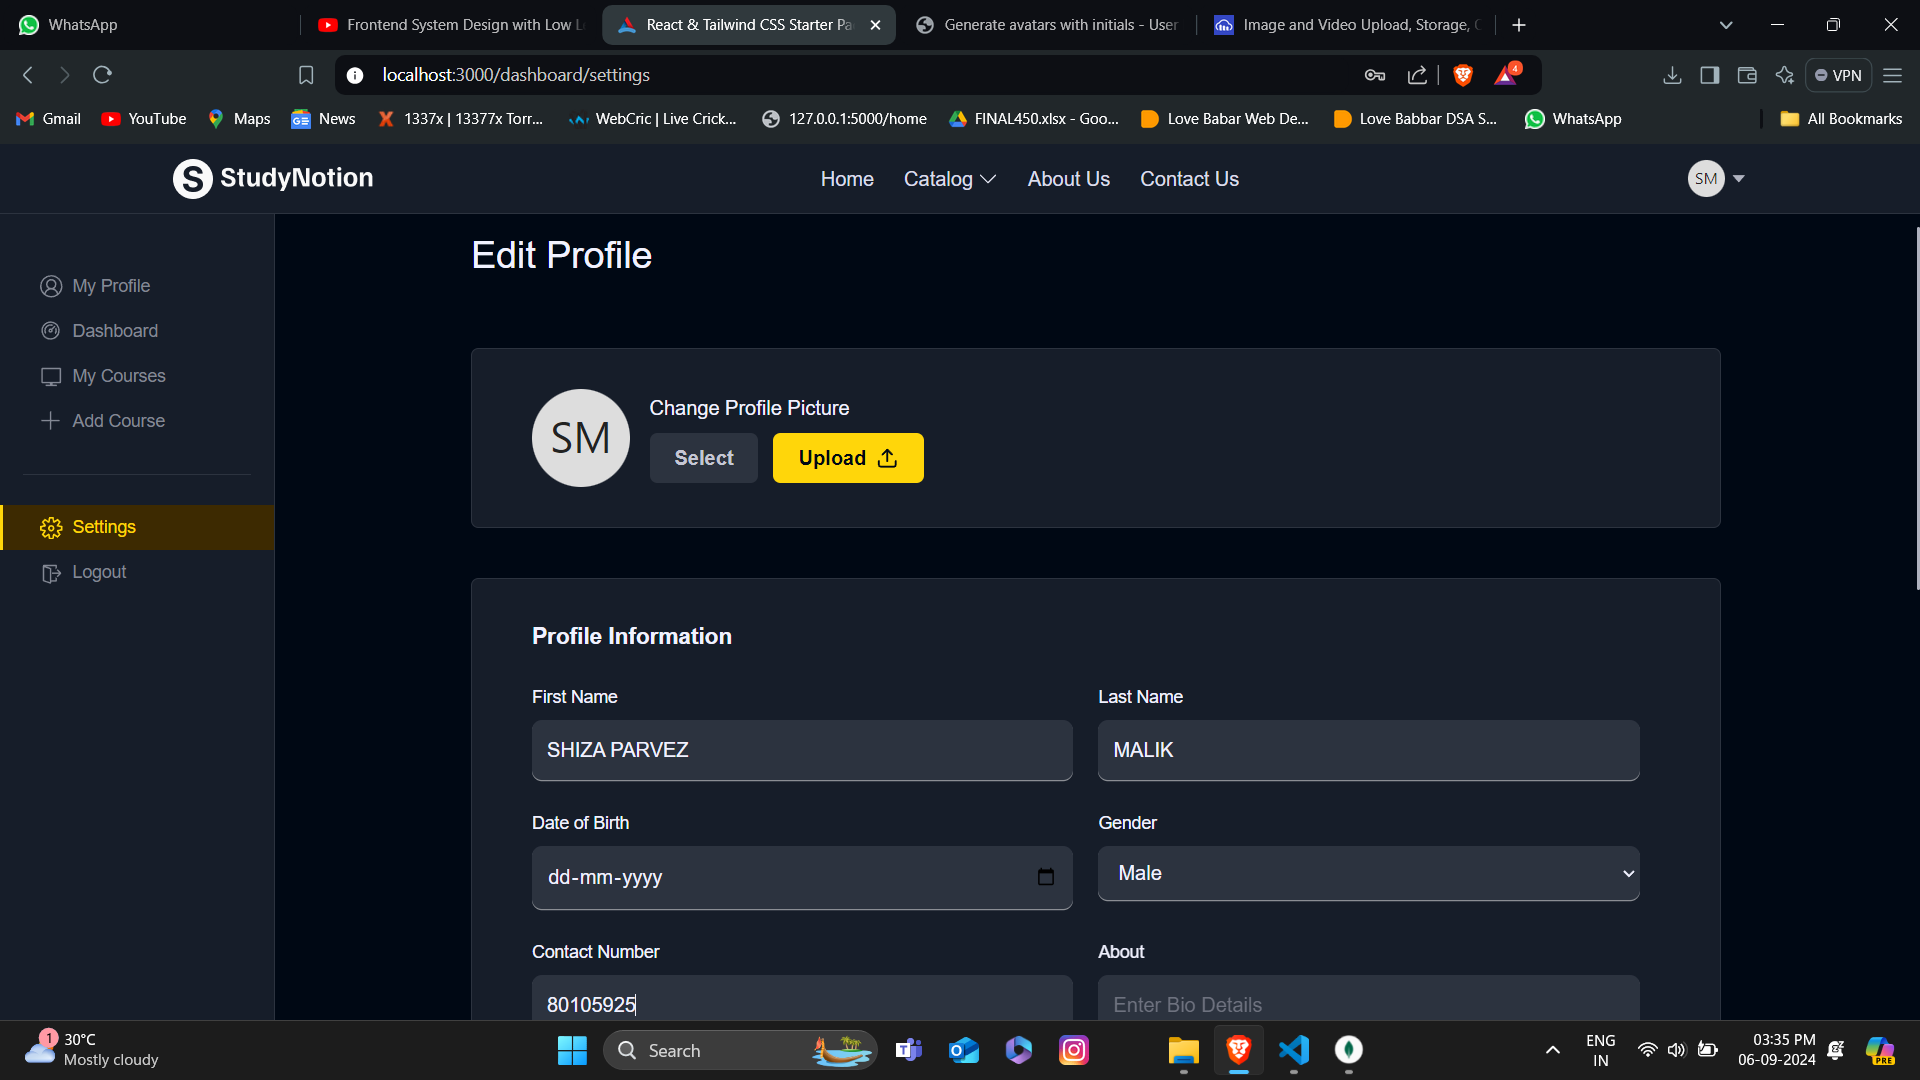 WhatsApp
Frontend System Design with Low L
React & Tailwind CSS Starter Pa
Generate avatars with initials - User
Image and Video Upload, Storage,
localhost:3000/dashboard/settings
4
VPN
Gmail
YouTube
Maps
News
1337x | 13377x Torr...
WebCric | Live Crick...
127.0.0.1:5000/home
FINAL450.xlsx - Goo...
Love Babar Web De...
Love Babbar DSA S...
WhatsApp
All Bookmarks
S StudyNotion
Home
Catalog
About Us
Contact Us
SM
My Profile
Dashboard
My Courses
Add Course
Settings
Logout
Edit Profile
SM
Change Profile Picture
Select
Upload
Profile Information
First Name
Last Name
SHIZA PARVEZ
MALIK
Date of Birth
Gender
dd-mm-yyyy
Male
Contact Number
About
80105925
Enter Bio Details
1
30°C
Mostly cloudy
Search
ENG
IN
03:35 PM
06-09-2024
PRE